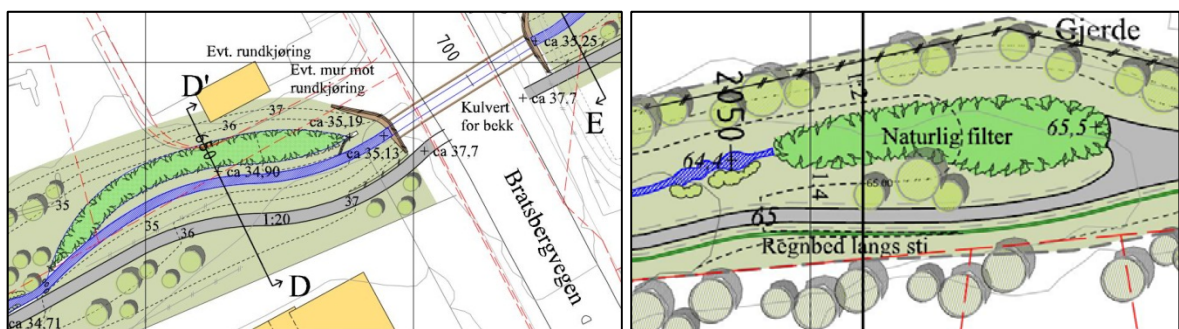 Evt. rundkjøring
Evt. mur mot
rundkjøring
700
ca 35,25
D'
37
36
ca 35,19
650
Kulvert
for bekk
ca 37.7
E
ca 35;13
ca 37,7
ca 34,90
35
35
36
1:20
37
D
Bratsbergvegen
ca 34,71
Gjerde
2050
1:2
Naturlig filter
65,5
64,4
1:4
65.00
65
Regnbed langs sti